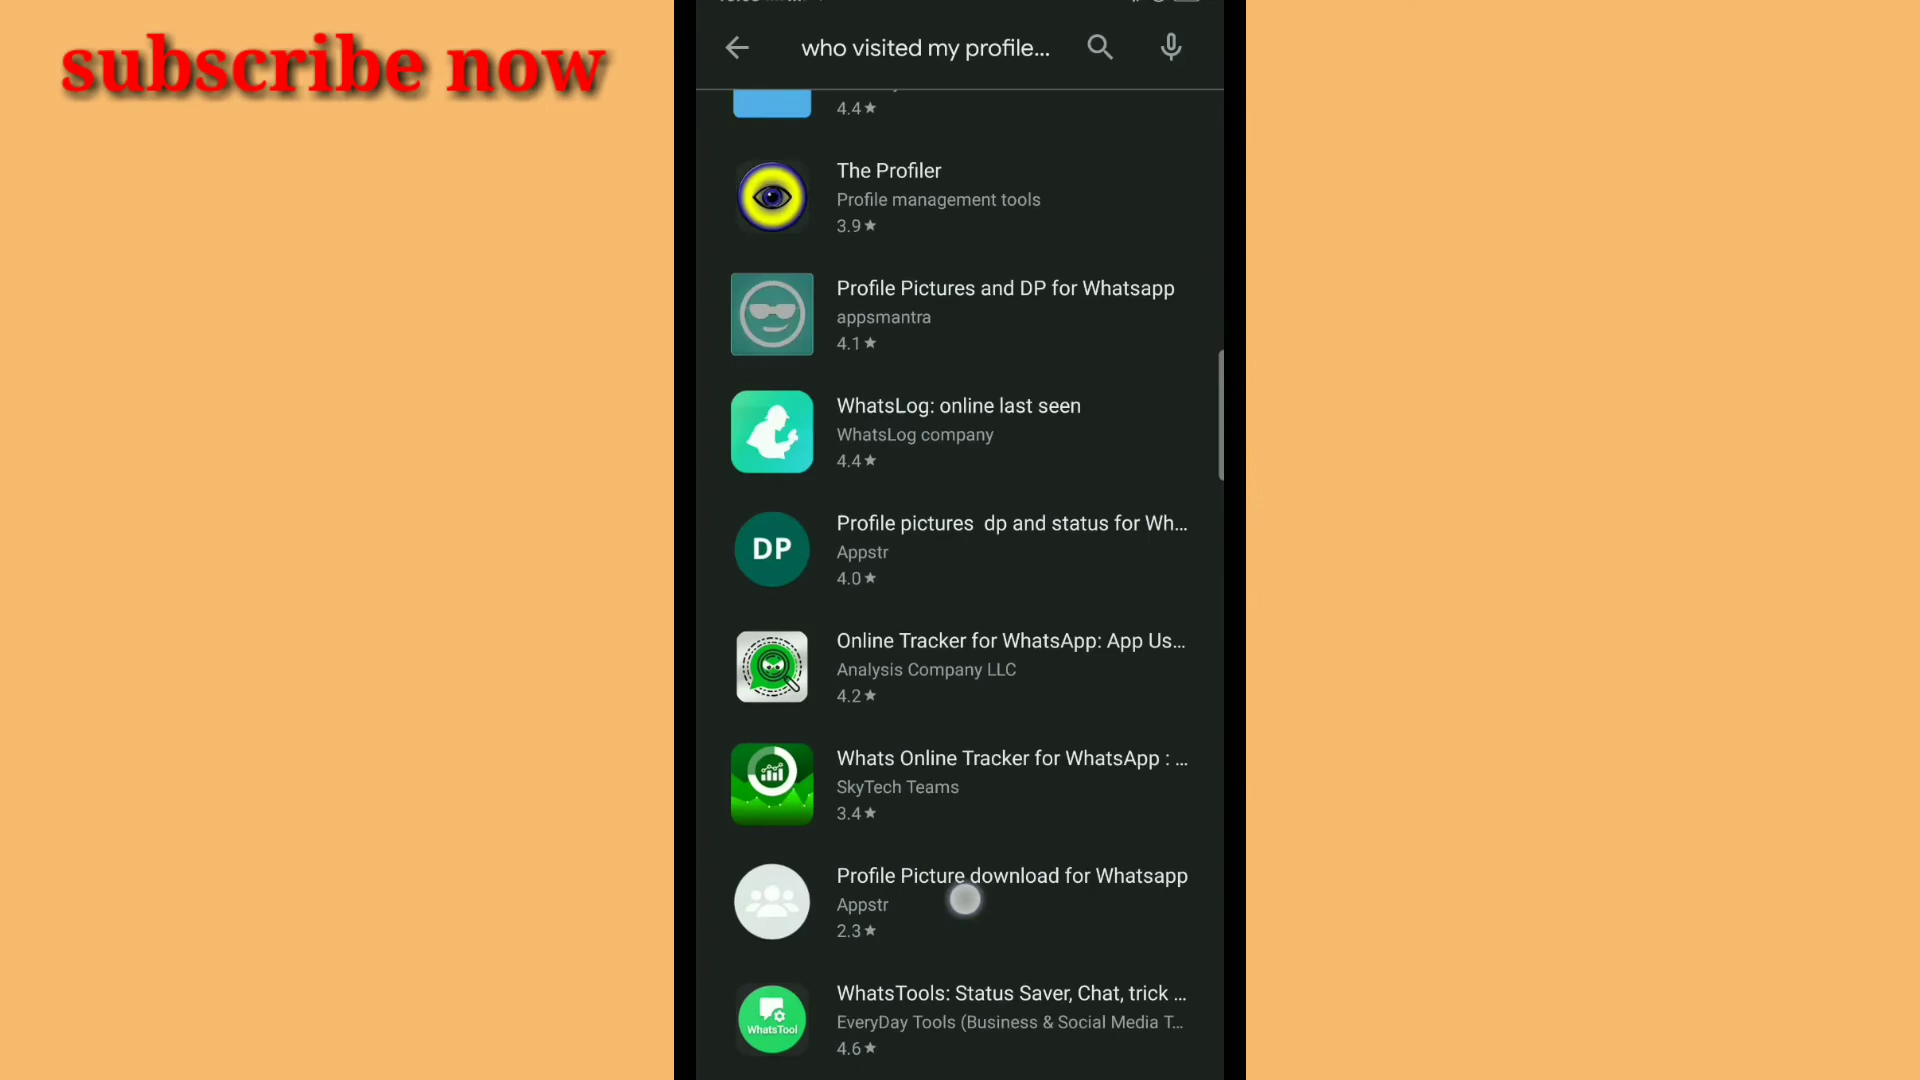 subscribe now
who visited my profile...
4.4★
The Profiler
Profile management tools
3.9★
Profile Pictures and DP for Whatsapp
appsmantra
4.1★
WhatsLog: online last seen
WhatsLog company
4.4★
DP
Profile pictures dp and status for Wh...
Appstr
4.0★
Online Tracker for WhatsApp: App Us...
Analysis Company LLC
4.2★
Whats Online Tracker for WhatsApp : ...
SkyTech Teams
3.4★
Profile Picture download for Whatsapp
Appstr
2.3★
WhatsTool
WhatsTools: Status Saver, Chat, trick ...
EveryDay Tools (Business & Social Media T...
4.6★